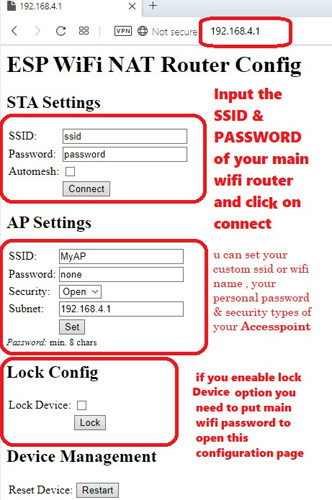 192.168.4.1
VPN Not secure 192.168.4.1
ESP WiFi NAT Router Config
STA Settings
SSID: ssid
Password: password
Automesh:
Connect
Input the
SSID &
PASSWORD
of your main
wifi router
and click on
connect
AP Settings
SSID: MyAP
Password: none
Security: Open
Subnet: 192.168.4.1
Set
Password: min. 8 chars
u can set your
custom ssid or wifi
name , your
personal password
& security types of
your Accesspoint
Lock Config
Lock Device:
Lock
if you eneable lock
Device option you
need to put main
wifi password to
open this
configuration page
Device Management
Reset Device: Restart